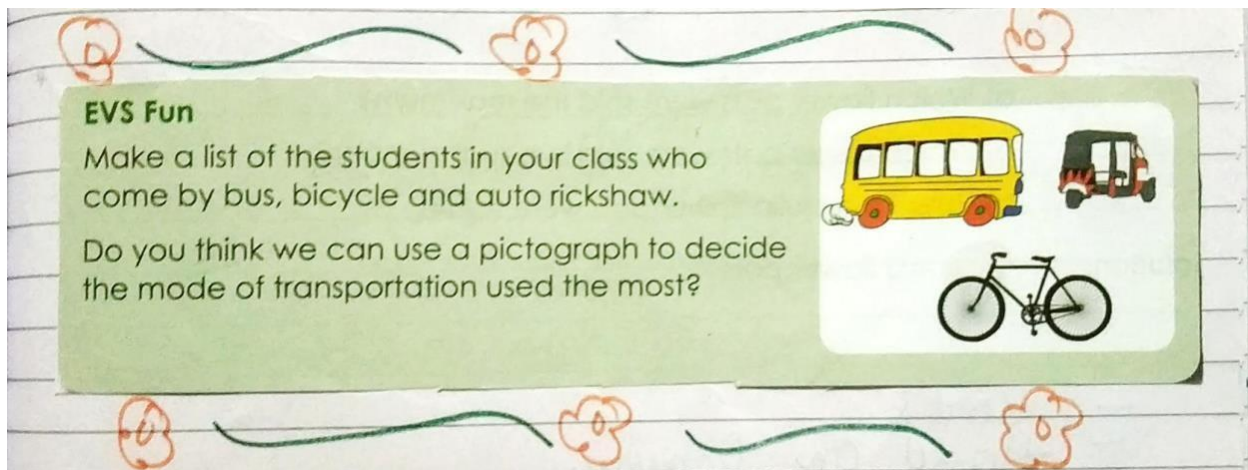 EVS Fun
Make a list of the students in your class who
come by bus, bicycle and auto rickshaw.
Do you think we can use a pictograph to decide
the mode of transportation used the most?